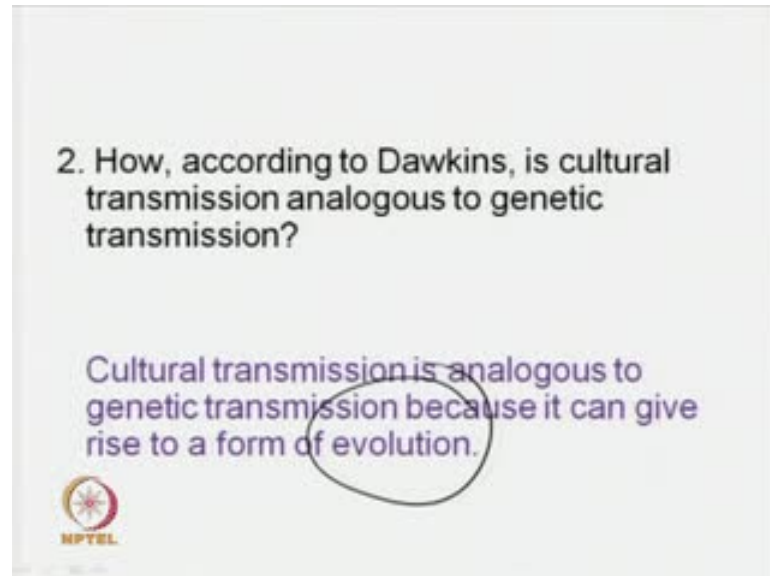 2. How, according to Dawkins, is cultural
transmission analogous to genetic
transmission?
Cultural transmission is analogous to
genetic transmission because it can give
rise to a form of evolution.
NPTEL